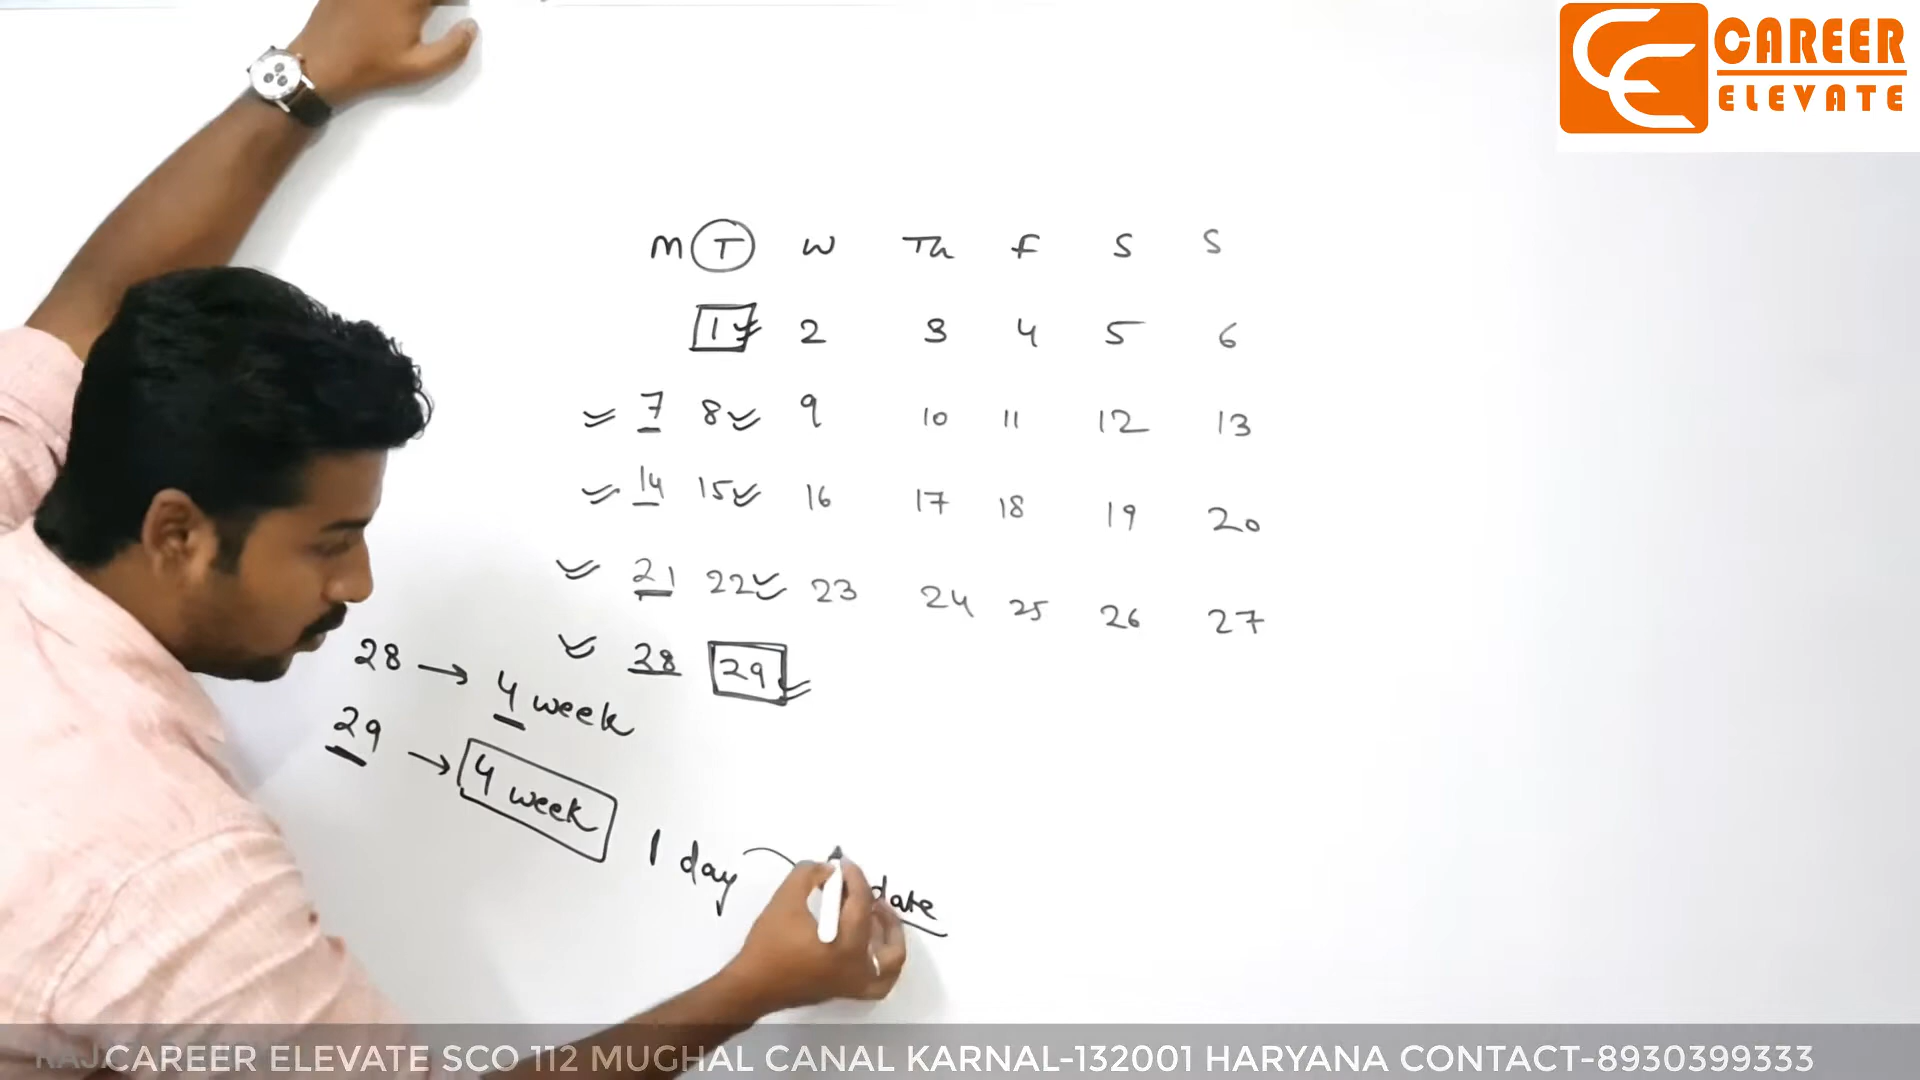 CAREER
ELEVATE
M T W Th F S S
1 2 3 4 5 6
7 8 9 10 11 12 13
14 15 16 17 18 19 20
21 22 23 24 25 26 27
28 29
28 → 4 week
29 → 4 week 1 day
date
CAREER ELEVATE SCO 112 MUGHAL CANAL KARNAL-132001 HARYANA CONTACT-8930399333